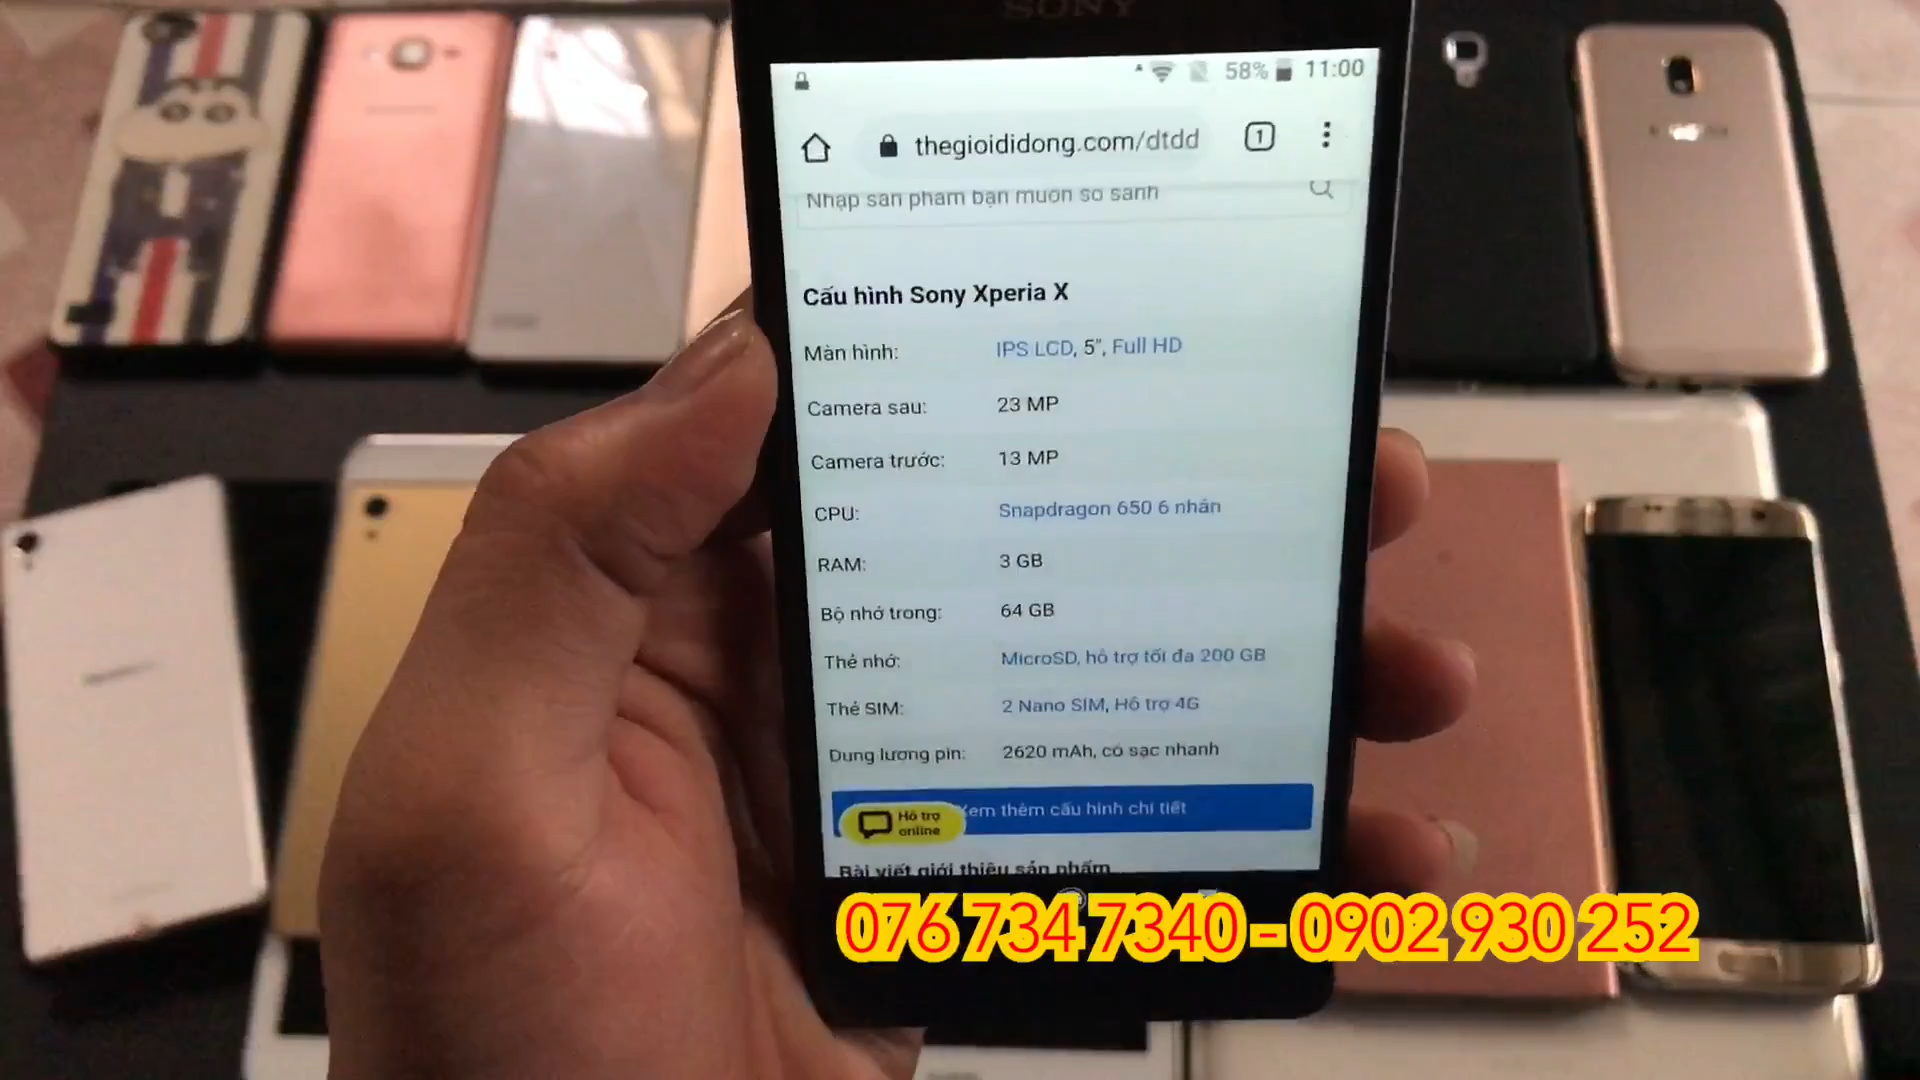 SONY
58% 11:00
thegioididong.com/dtdd
1
Nhập sản phẩm bạn muốn so sánh
Cấu hình Sony Xperia X
Màn hình: IPS LCD, 5", Full HD
Camera sau: 23 MP
Camera trước: 13 MP
CPU: Snapdragon 650 6 nhân
RAM: 3 GB
Bộ nhớ trong: 64 GB
Thẻ nhớ: MicroSD, hỗ trợ tối đa 200 GB
Thẻ SIM: 2 Nano SIM, Hỗ trợ 4G
Dung lượng pin: 2620 mAh, có sạc nhanh
Xem thêm cấu hình chi tiết
Hỗ trợ
online
Bài viết giới thiệu sản phẩm
076 734 7340 - 0902 930 252